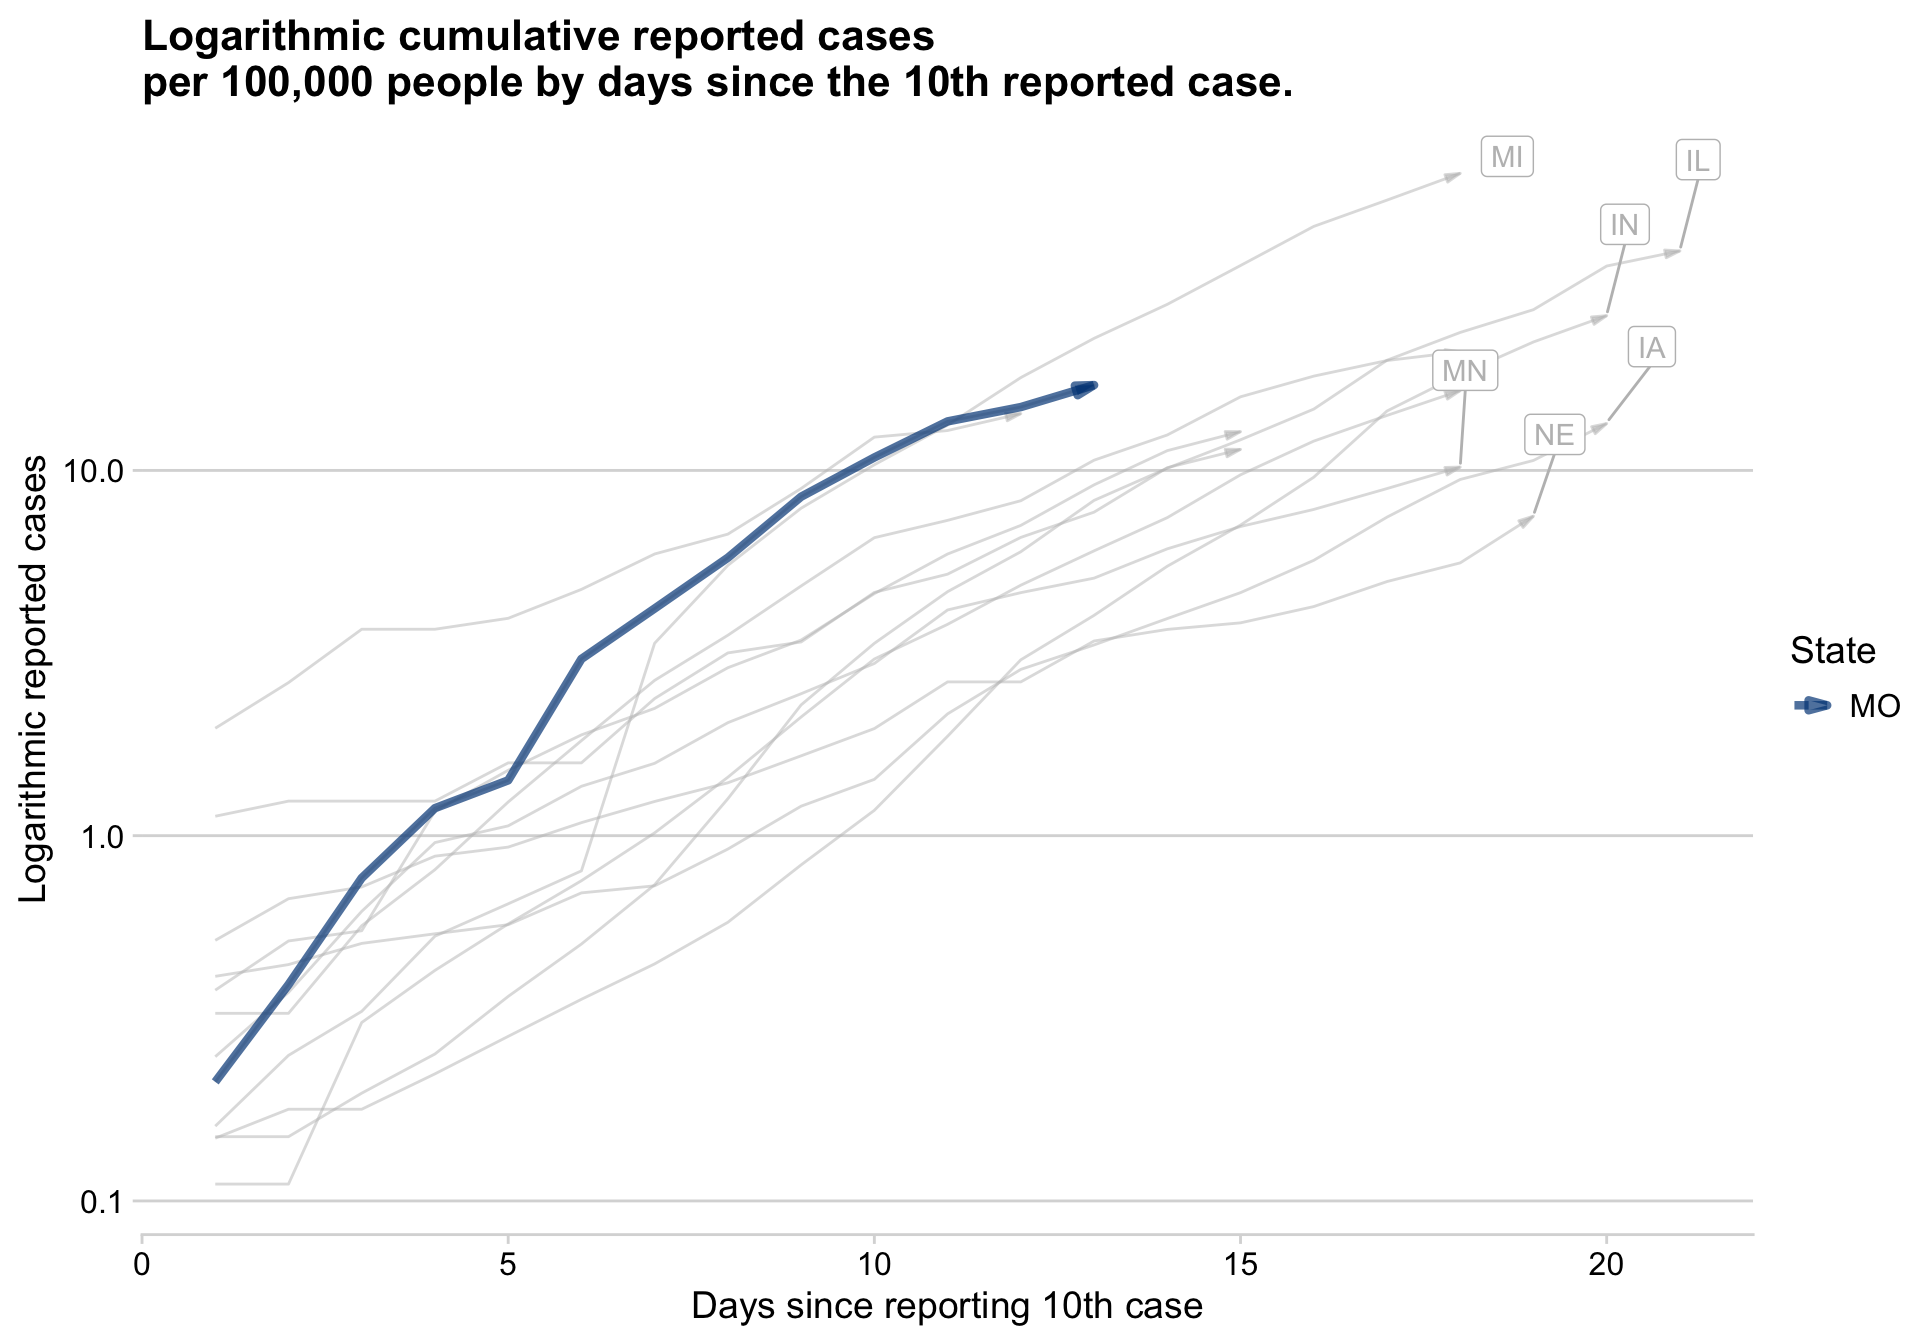 Logarithmic cumulative reported cases
per 100,000 people by days since the 10th reported case.
MI
IL
IN
IA
MN
NE
10.0
1.0
0.1
Logarithmic reported cases
State
MO
0
5
10
15
20
Days since reporting 10th case